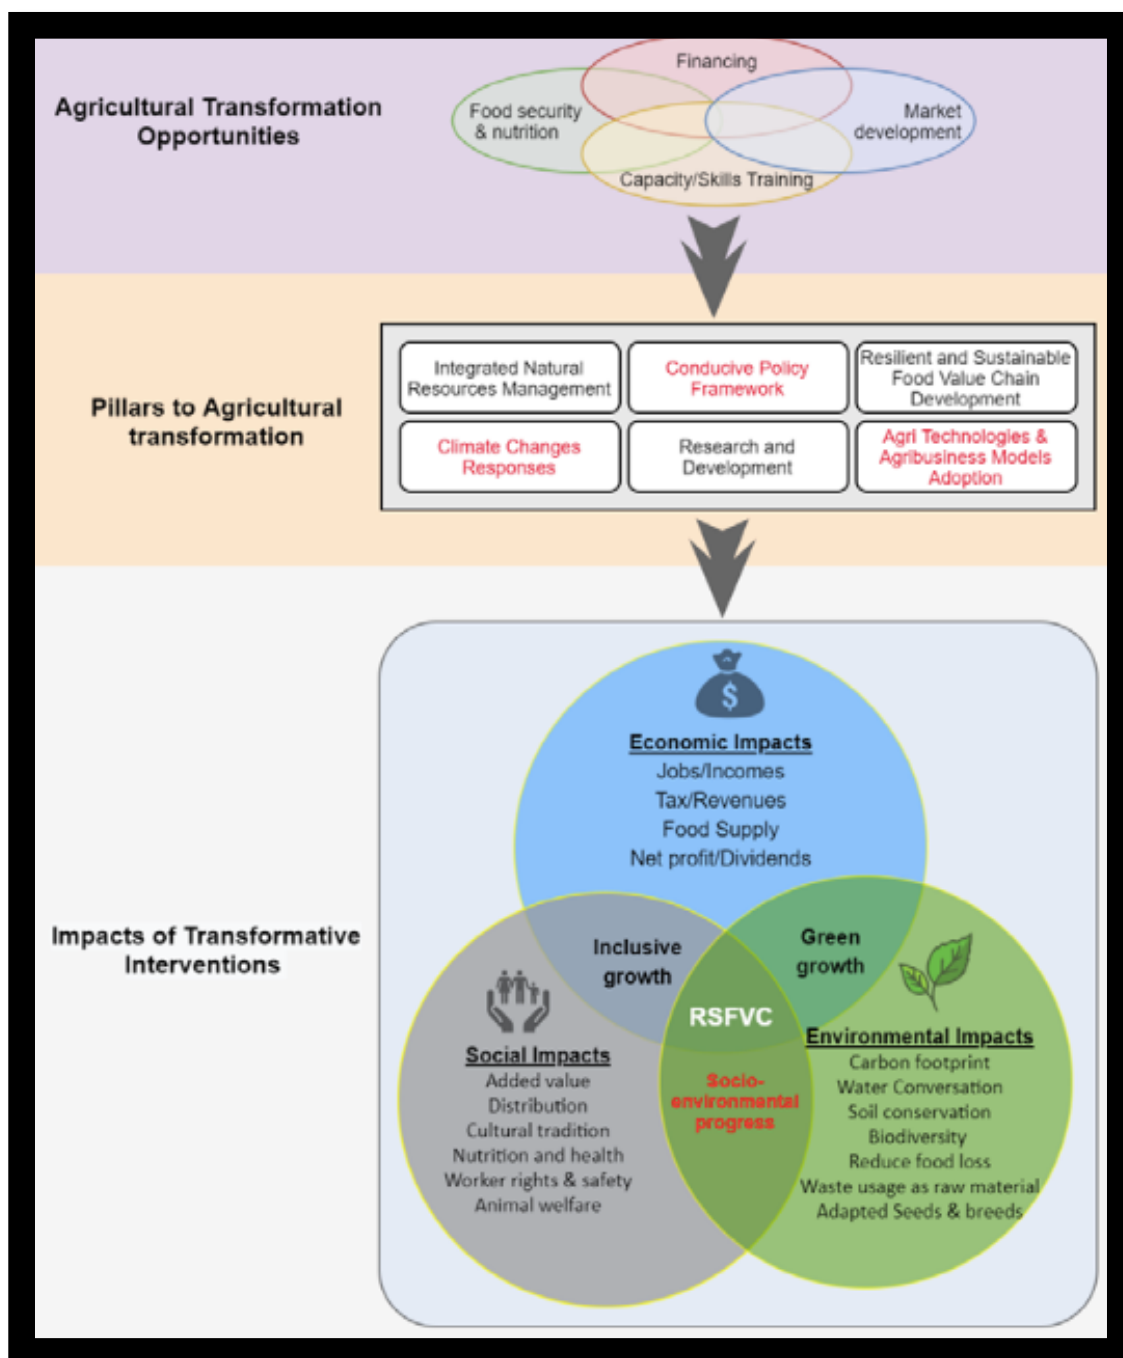 Agricultural Transformation
Opportunities
Financing
Food security
& nutrition
Market
development
Capacity/Skills Training
Pillars to Agricultural
transformation
Integrated Natural
Resources Management
Conducive Policy
Framework
Resilient and Sustainable
Food Value Chain
Development
Climate Changes
Responses
Research and
Development
Agri Technologies &
Agribusiness Models
Adoption
Impacts of Transformative
Interventions
$
Economic Impacts
Jobs/Incomes
Tax/Revenues
Food Supply
Net profit/Dividends
Inclusive
growth
Green
growth
RSFVC
Socio-
environmental
progress
Social Impacts
Added value
Distribution
Cultural tradition
Nutrition and health
Worker rights & safety
Animal welfare
Environmental Impacts
Carbon footprint
Water Conversation
Soil conservation
Biodiversity
Reduce food loss
Waste usage as raw material
Adapted Seeds & breeds